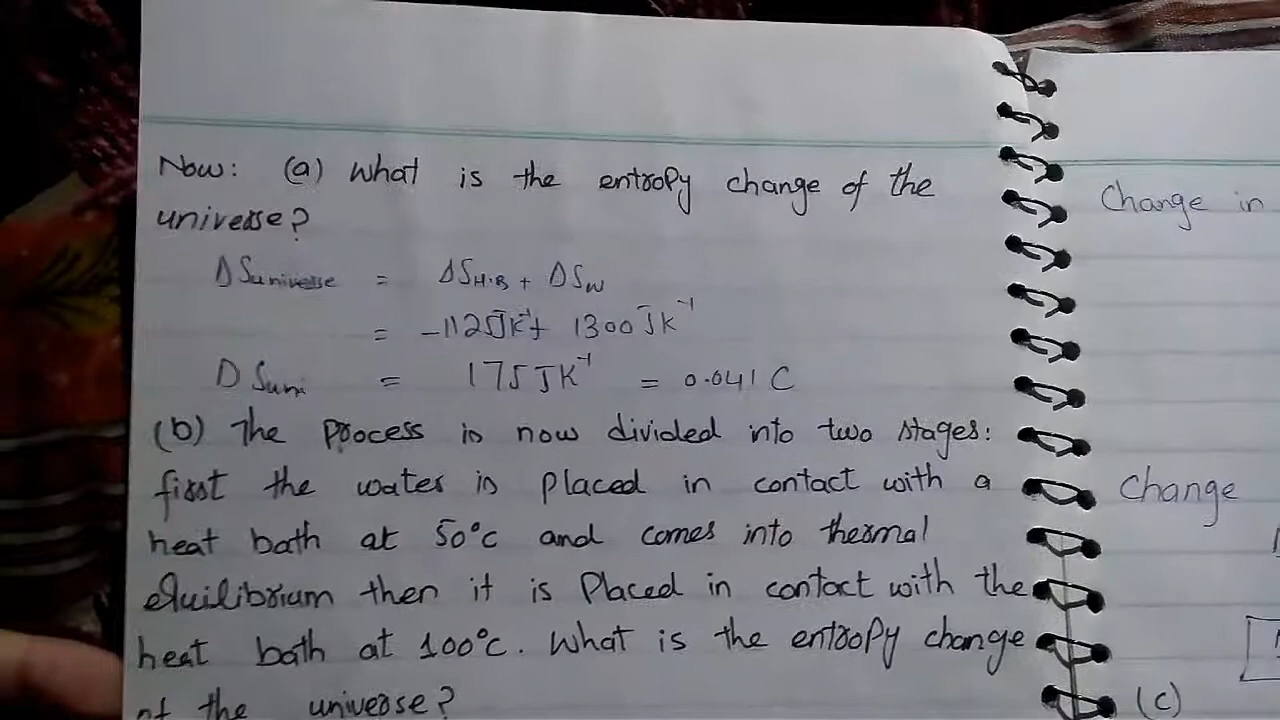 Now: (a) What is the entropy change of the
universe?
ΔSuniverse = ΔSH.B + ΔSW
= -1125JK⁻¹ + 1300JK⁻¹
DSuni = 175JK⁻¹ = 0.041 C
(b) The process is now divided into two stages:
first the water is placed in contact with a
heat bath at 50°c and comes into thermal
Equilibrium then it is Placed in contact with the
heat bath at 100°c. What is the entropy change
of the universe?
Change in
Change
(c)